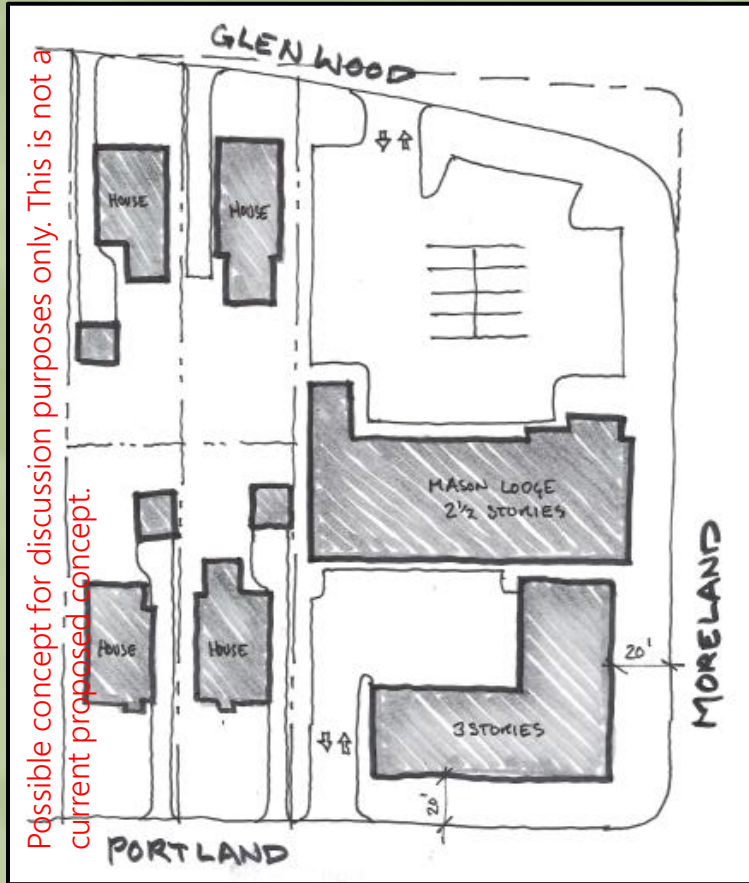 GLENWOOD
HOUSE
HOUSE
MASON LODGE
2½ STORIES
HOUSE
HOUSE
3 STORIES
20'
20'
MORELAND
PORTLAND
Possible concept for discussion purposes only. This is not a
current proposed concept.